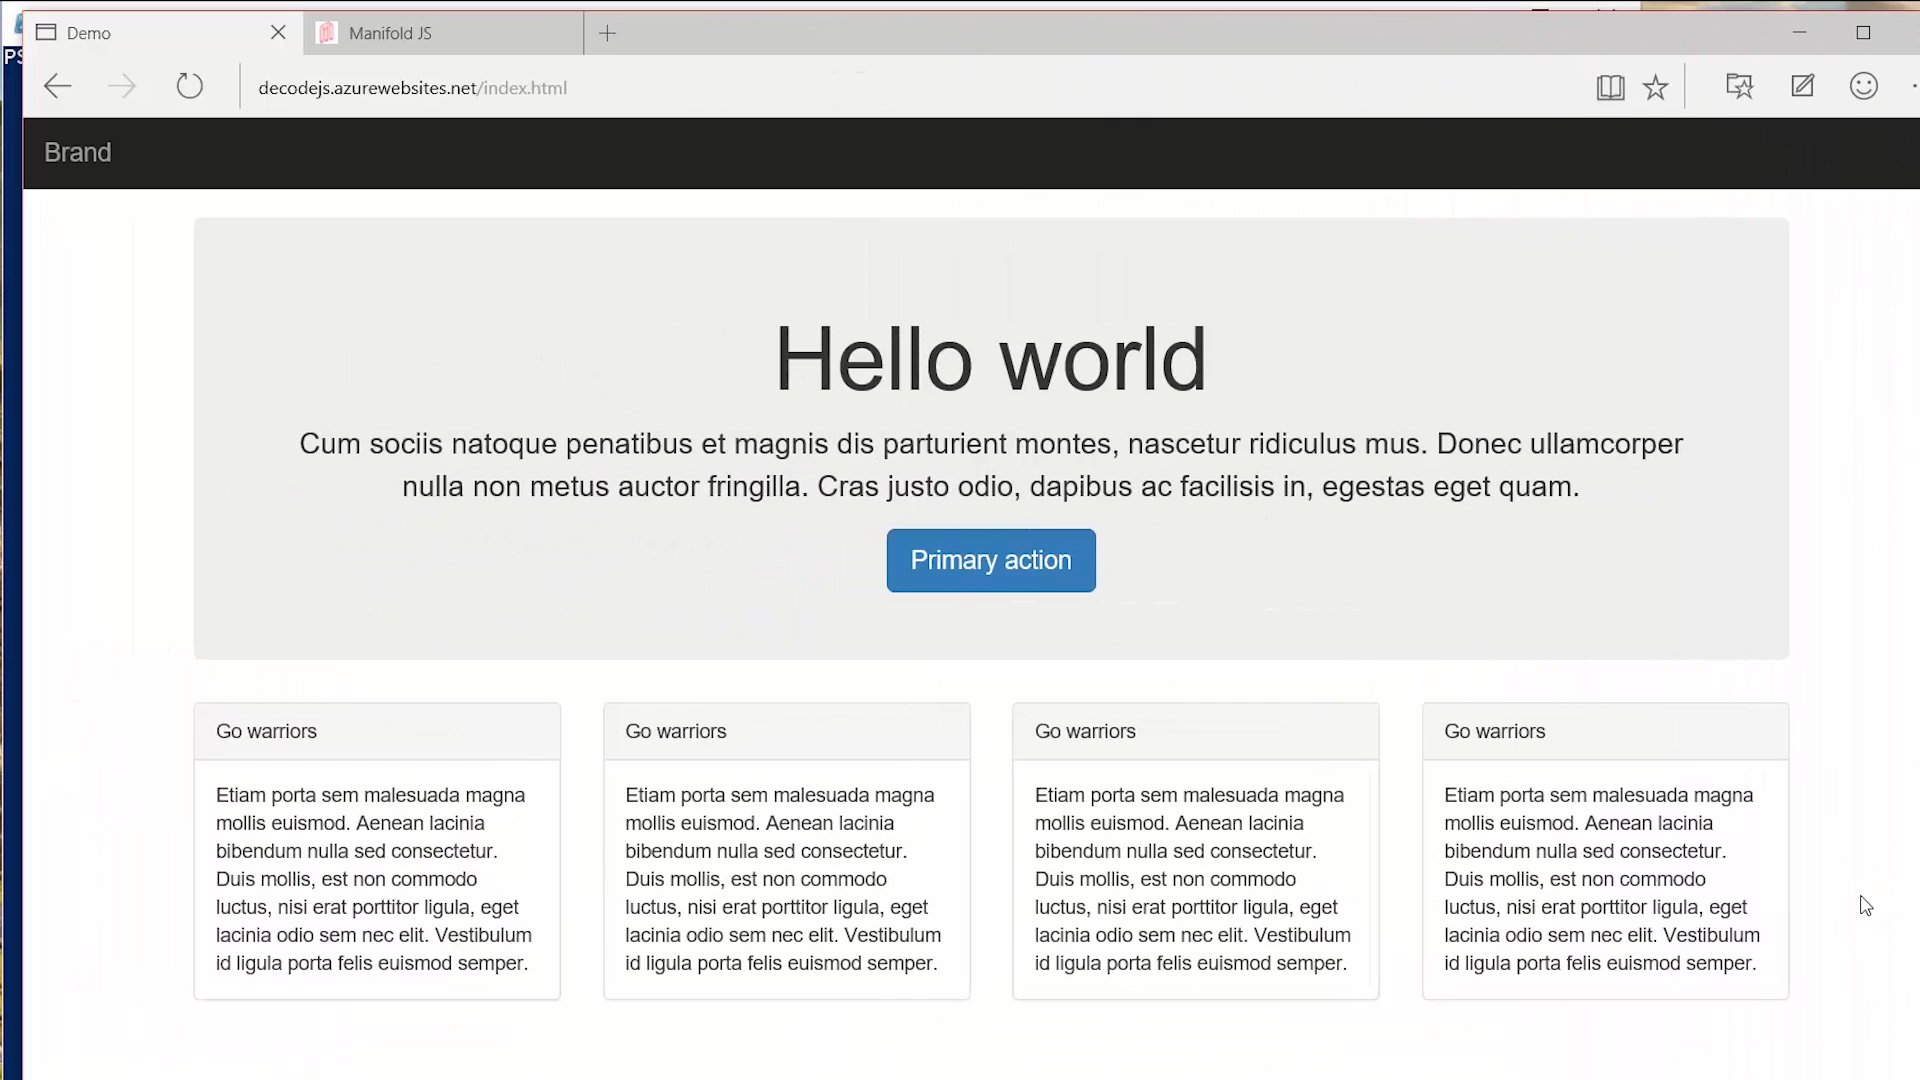 PS
Demo
Manifold JS
decodejs.azurewebsites.net/index.html
Brand
Hello world
Cum sociis natoque penatibus et magnis dis parturient montes, nascetur ridiculus mus. Donec ullamcorper
nulla non metus auctor fringilla. Cras justo odio, dapibus ac facilisis in, egestas eget quam.
Primary action
Go warriors
Etiam porta sem malesuada magna
mollis euismod. Aenean lacinia
bibendum nulla sed consectetur.
Duis mollis, est non commodo
luctus, nisi erat porttitor ligula, eget
lacinia odio sem nec elit. Vestibulum
id ligula porta felis euismod semper.
Go warriors
Etiam porta sem malesuada magna
mollis euismod. Aenean lacinia
bibendum nulla sed consectetur.
Duis mollis, est non commodo
luctus, nisi erat porttitor ligula, eget
lacinia odio sem nec elit. Vestibulum
id ligula porta felis euismod semper.
Go warriors
Etiam porta sem malesuada magna
mollis euismod. Aenean lacinia
bibendum nulla sed consectetur.
Duis mollis, est non commodo
luctus, nisi erat porttitor ligula, eget
lacinia odio sem nec elit. Vestibulum
id ligula porta felis euismod semper.
Go warriors
Etiam porta sem malesuada magna
mollis euismod. Aenean lacinia
bibendum nulla sed consectetur.
Duis mollis, est non commodo
luctus, nisi erat porttitor ligula, eget
lacinia odio sem nec elit. Vestibulum
id ligula porta felis euismod semper.